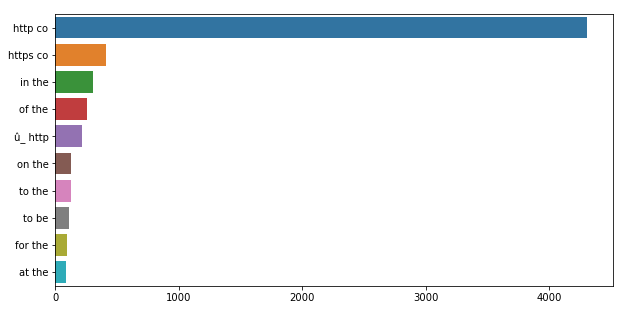 http co
https co
in the
of the
û_ http
on the
to the
to be
for the
at the
0 1000 2000 3000 4000